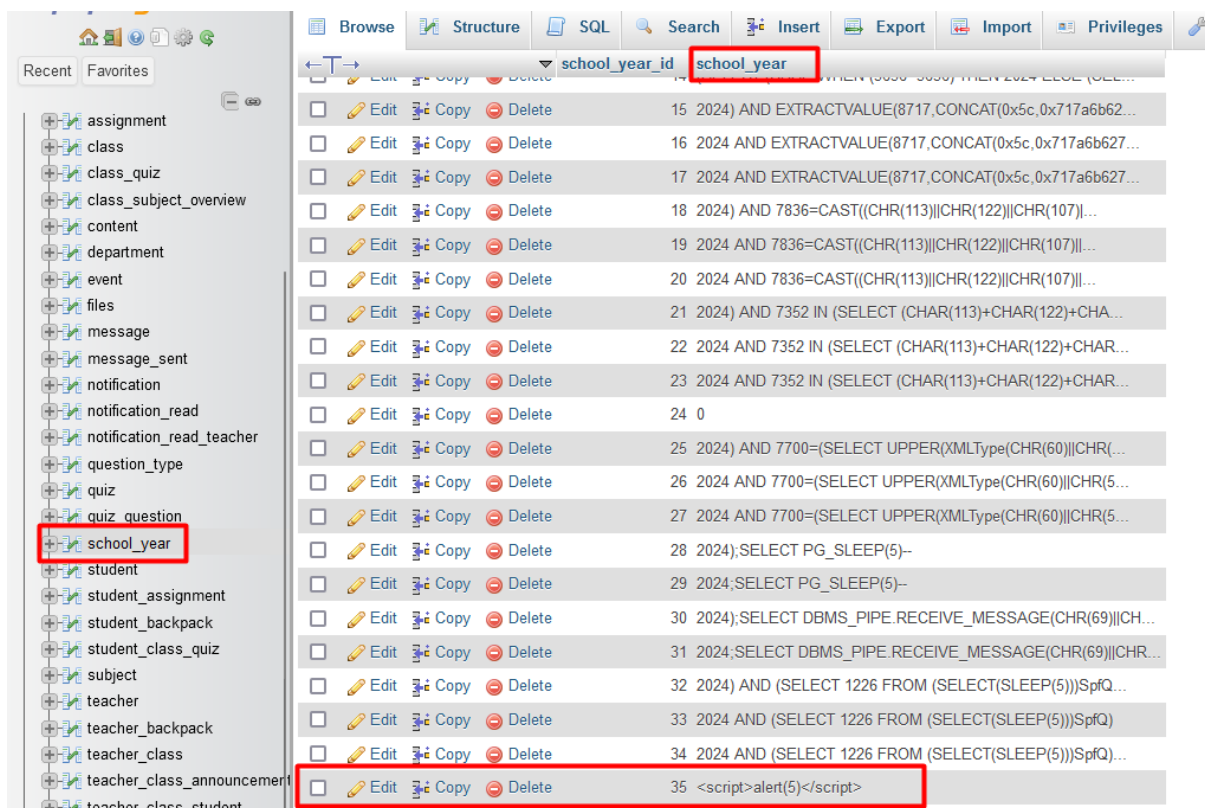 Recent Favorites
assignment
class
class_quiz
class_subject_overview
content
department
event
files
message
message_sent
notification
notification_read
notification_read_teacher
question_type
quiz
quiz_question
school_year
student
student_assignment
student_backpack
student_class_quiz
subject
teacher
teacher_backpack
teacher_class
teacher_class_announcement
teacher_class_student
Browse Structure SQL Search Insert Export Import Privileges
←T→ school_year_id school_year
Edit Copy Delete 15 2024) AND EXTRACTVALUE(8717,CONCAT(0x5c,0x717a6b62...
Edit Copy Delete 16 2024 AND EXTRACTVALUE(8717,CONCAT(0x5c,0x717a6b627...
Edit Copy Delete 17 2024 AND EXTRACTVALUE(8717,CONCAT(0x5c,0x717a6b627...
Edit Copy Delete 18 2024) AND 7836=CAST((CHR(113)||CHR(122)||CHR(107)|...
Edit Copy Delete 19 2024 AND 7836=CAST((CHR(113)||CHR(122)||CHR(107)||...
Edit Copy Delete 20 2024 AND 7836=CAST((CHR(113)||CHR(122)||CHR(107)||...
Edit Copy Delete 21 2024) AND 7352 IN (SELECT (CHAR(113)+CHAR(122)+CHA...
Edit Copy Delete 22 2024 AND 7352 IN (SELECT (CHAR(113)+CHAR(122)+CHAR...
Edit Copy Delete 23 2024 AND 7352 IN (SELECT (CHAR(113)+CHAR(122)+CHAR...
Edit Copy Delete 24 0
Edit Copy Delete 25 2024) AND 7700=(SELECT UPPER(XMLType(CHR(60)||CHR(...
Edit Copy Delete 26 2024 AND 7700=(SELECT UPPER(XMLType(CHR(60)||CHR(5...
Edit Copy Delete 27 2024 AND 7700=(SELECT UPPER(XMLType(CHR(60)||CHR(5...
Edit Copy Delete 28 2024);SELECT PG_SLEEP(5)--
Edit Copy Delete 29 2024;SELECT PG_SLEEP(5)--
Edit Copy Delete 30 2024);SELECT DBMS_PIPE.RECEIVE_MESSAGE(CHR(69)||CH...
Edit Copy Delete 31 2024;SELECT DBMS_PIPE.RECEIVE_MESSAGE(CHR(69)||CHR...
Edit Copy Delete 32 2024) AND (SELECT 1226 FROM (SELECT(SLEEP(5)))SpfQ...
Edit Copy Delete 33 2024 AND (SELECT 1226 FROM (SELECT(SLEEP(5)))SpfQ)
Edit Copy Delete 34 2024 AND (SELECT 1226 FROM (SELECT(SLEEP(5)))SpfQ)...
Edit Copy Delete 35 <script>alert(5)</script>